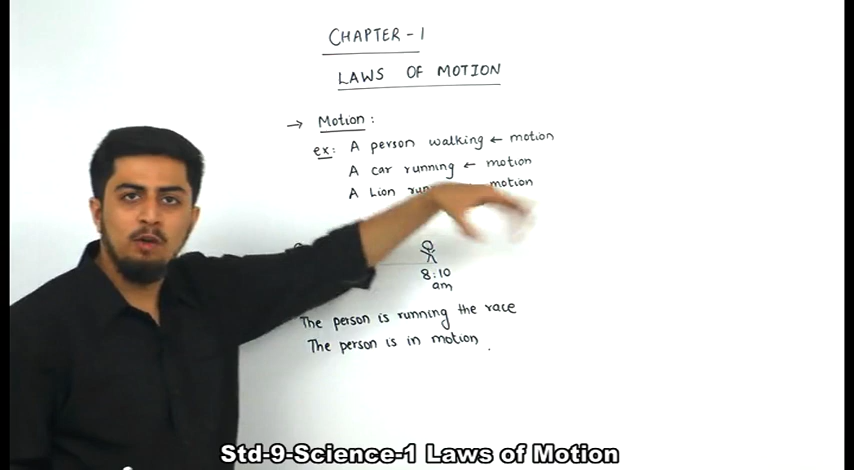 CHAPTER - 1
LAWS OF MOTION
→ Motion :
ex : A person walking ← motion
A car running ← motion
A Lion motion
8:10
am
The person is running the race
The person is in motion .
Std-9-Science-1 Laws of Motion